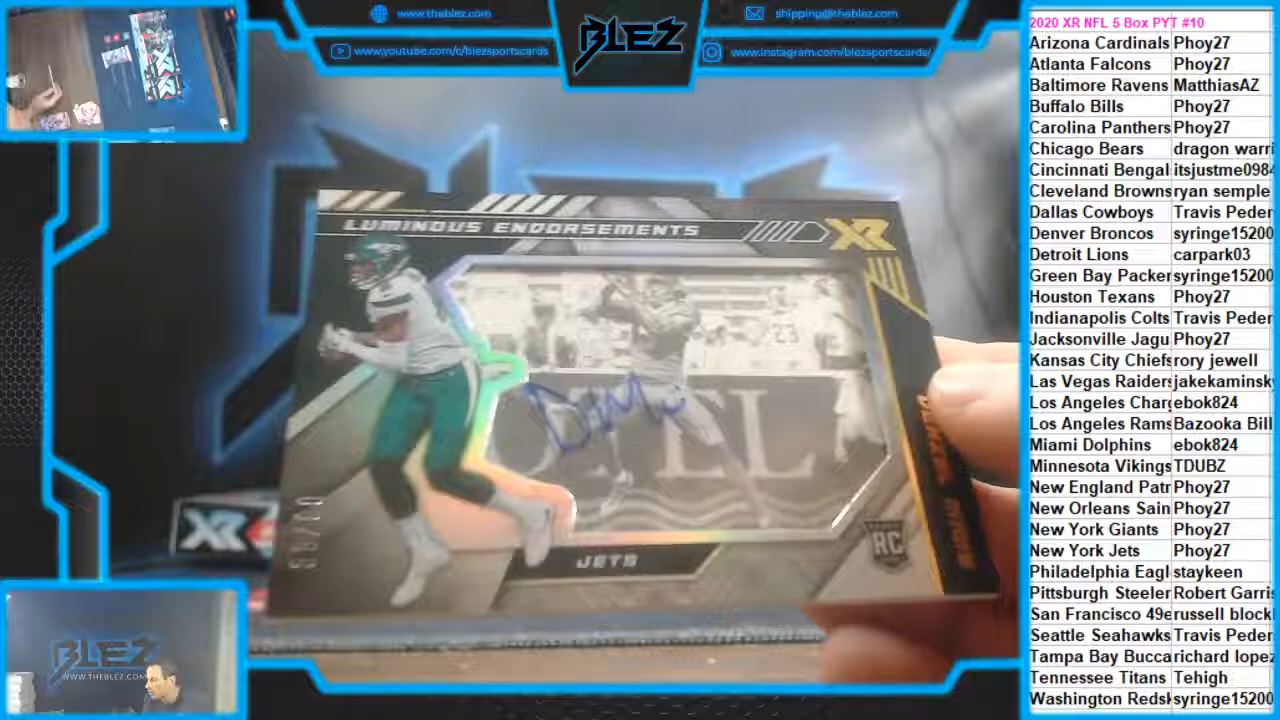 www.theblez.com
shipping@theblez.com
www.youtube.com/c/blezsportscards
BLEZ
www.instagram.com/blezsportscards/
2020 XR NFL 5 Box PYT #10
Arizona Cardinals Phoy27
Atlanta Falcons Phoy27
Baltimore Ravens MatthiasAZ
Buffalo Bills Phoy27
Carolina Panthers Phoy27
Chicago Bears dragon warri
Cincinnati Bengal itsjustme0984
Cleveland Browns ryan semple
Dallas Cowboys Travis Peder
Denver Broncos syringe15200
Detroit Lions carpark03
Green Bay Packer syringe15200
Houston Texans Phoy27
Indianapolis Colts Travis Peder
Jacksonville Jagu Phoy27
Kansas City Chiefs rory jewell
Las Vegas Raiders jakekaminsky
Los Angeles Charg ebok824
Los Angeles Rams Bazooka Bill
Miami Dolphins ebok824
Minnesota Vikings TDUBZ
New England Patr Phoy27
New Orleans Sain Phoy27
New York Giants Phoy27
New York Jets Phoy27
Philadelphia Eagl staykeen
Pittsburgh Steeler Robert Garris
San Francisco 49e russell block
Seattle Seahawks Travis Peder
Tampa Bay Bucca richard lopez
Tennessee Titans Tehigh
Washington Redsk syringe15200
LUMINOUS ENDORSEMENTS
XR
23
JETS
RC
XR
BLEZ
WWW.THEBLEZ.COM